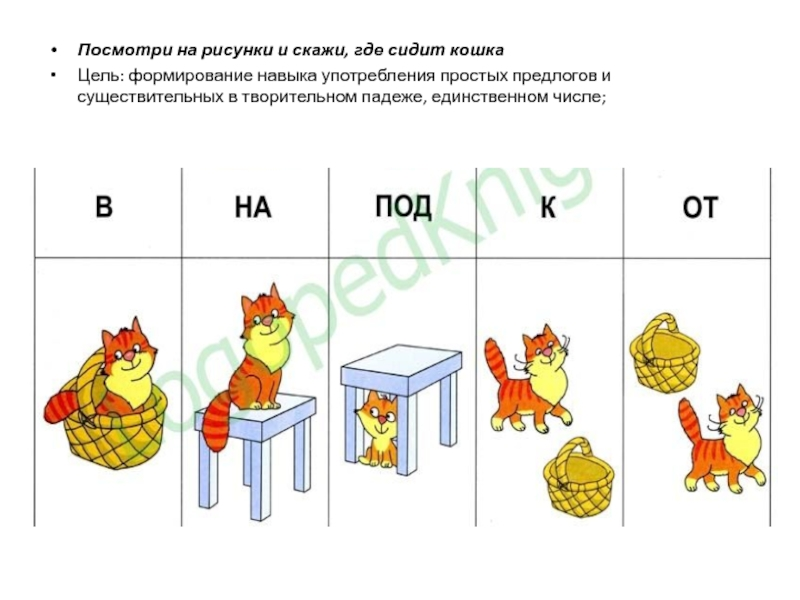 • Посмотри на рисунки и скажи, где сидит кошка
• Цель: формирование навыка употребления простых предлогов и
существительных в творительном падеже, единственном числе;
В НА ПОД К ОТ